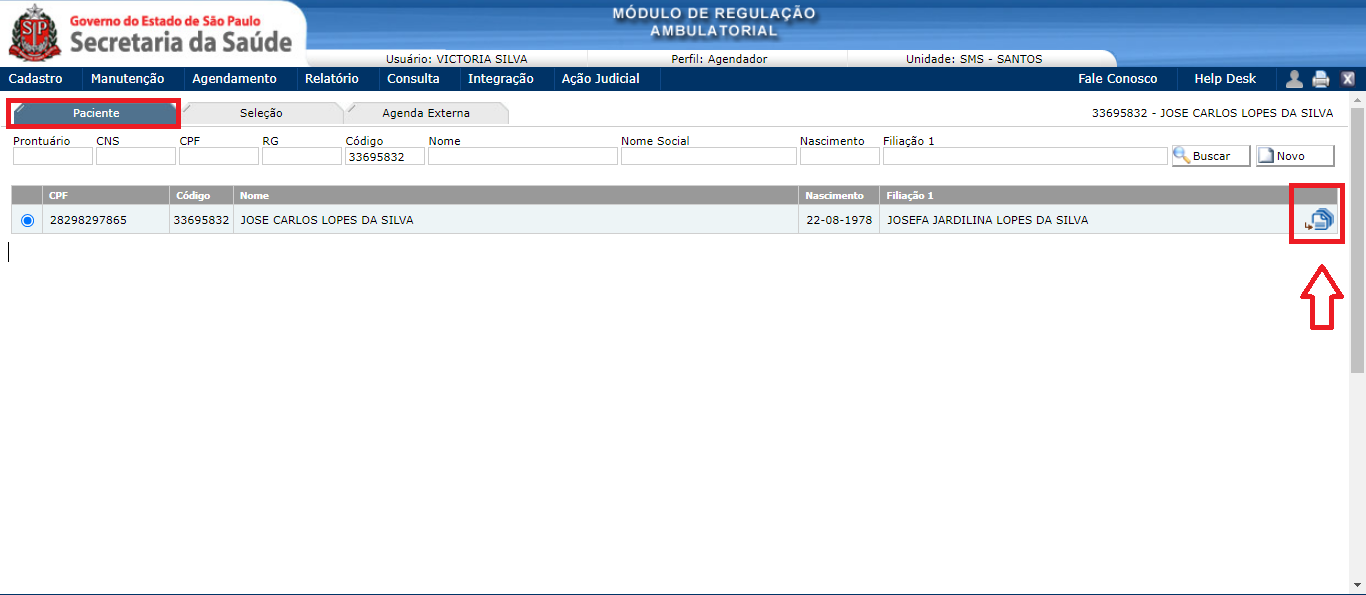 SP
Governo do Estado de São Paulo
Secretaria da Saúde
MÓDULO DE REGULAÇÃO
AMBULATORIAL
Usuário: VICTORIA SILVA Perfil: Agendador Unidade: SMS - SANTOS
Cadastro Manutenção Agendamento Relatório Consulta Integração Ação Judicial Fale Conosco Help Desk
Paciente Seleção Agenda Externa 33695832 - JOSE CARLOS LOPES DA SILVA
Prontuário CNS CPF RG Código Nome Nome Social Nascimento Filiação 1
33695832 Buscar Novo
CPF Código Nome Nascimento Filiação 1
28298297865 33695832 JOSE CARLOS LOPES DA SILVA 22-08-1978 JOSEFA JARDILINA LOPES DA SILVA